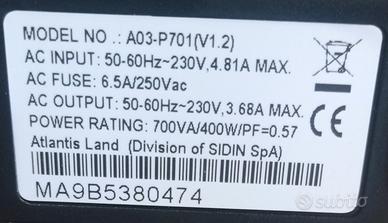 MODEL NO. : A03-P701(V1.2)
AC INPUT: 50-60Hz~230V, 4.81A MAX.
AC FUSE: 6.5A/250Vac
AC OUTPUT: 50-60Hz~230V, 3.68A MAX.
POWER RATING: 700VA/400W/PF=0.57
Atlantis Land (Division of SIDIN SpA)
MA9B5380474
subito